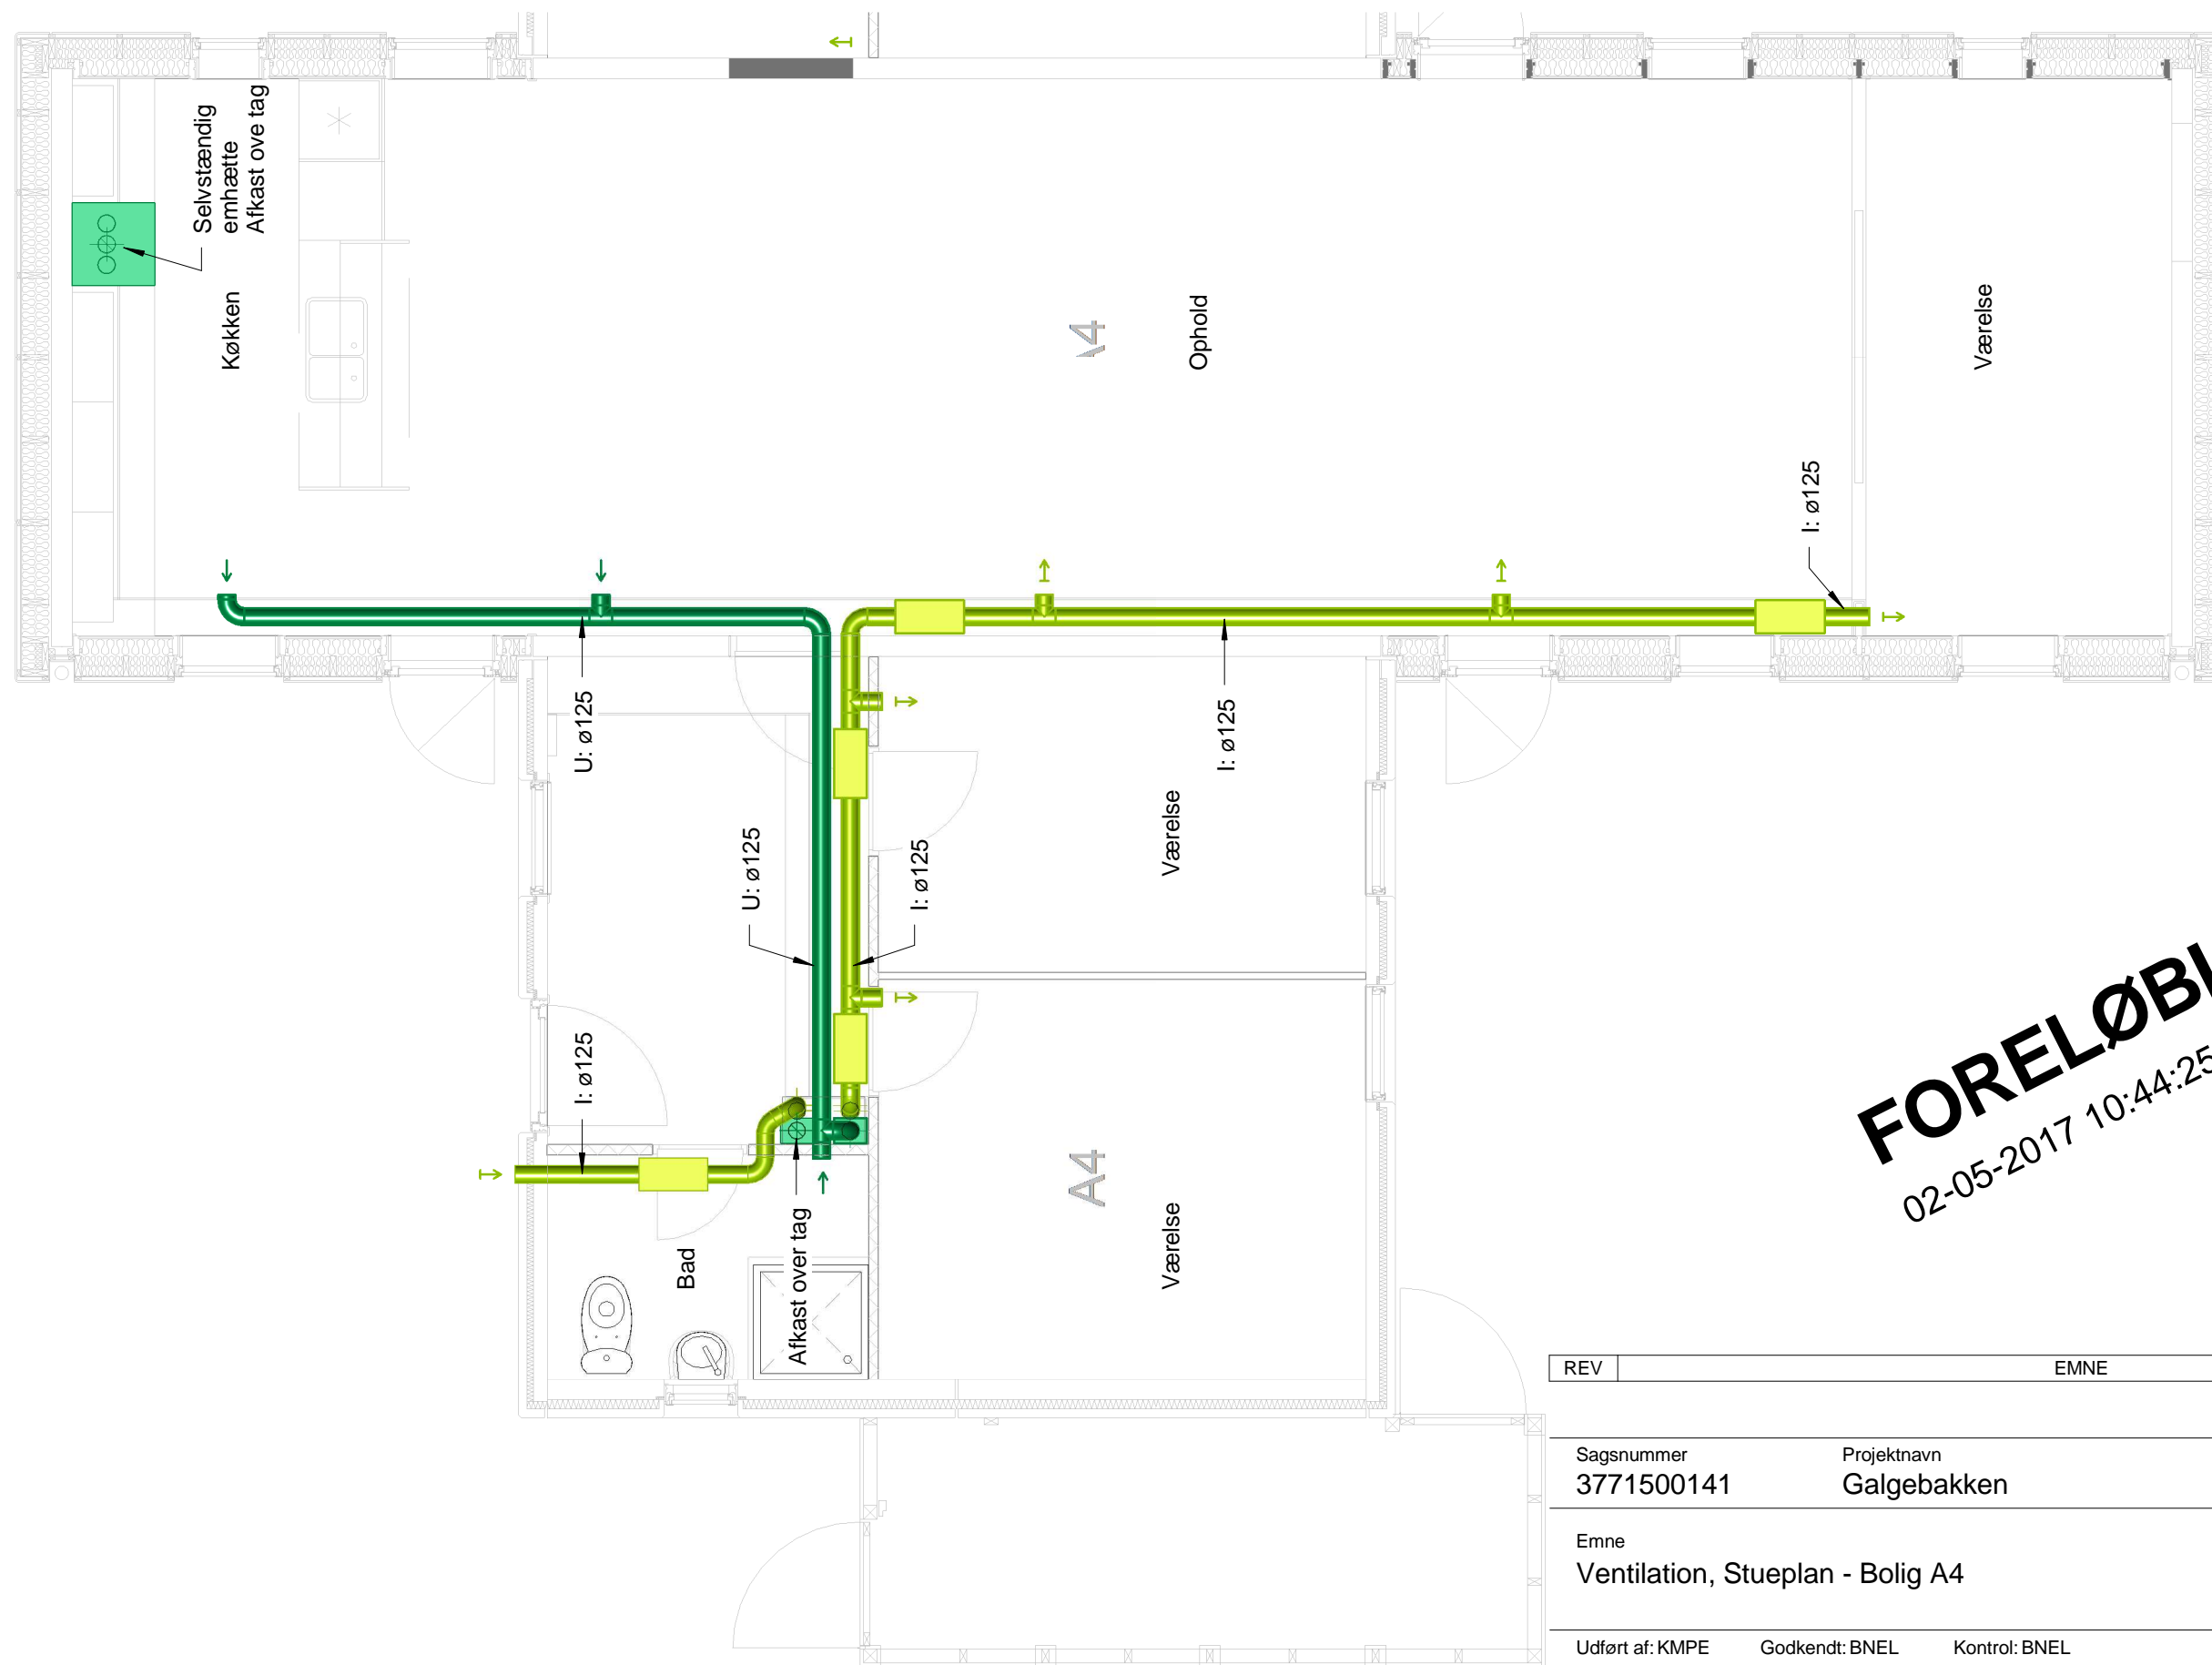 Selvstændig
emhætte
Afkast ove tag
Køkken
Ophold
Værelse
I: ø125
U: ø125
I: ø125
U: ø125
I: ø125
Værelse
I: ø125
A4
Værelse
Bad
Afkast over tag
02-05-2017 10:44:25
REV
EMNE
Sagsnummer
Projektnavn
3771500141
Galgebakken
Emne
Ventilation, Stueplan - Bolig A4
Udført af: KMPE
Godkendt: BNEL
Kontrol: BNEL